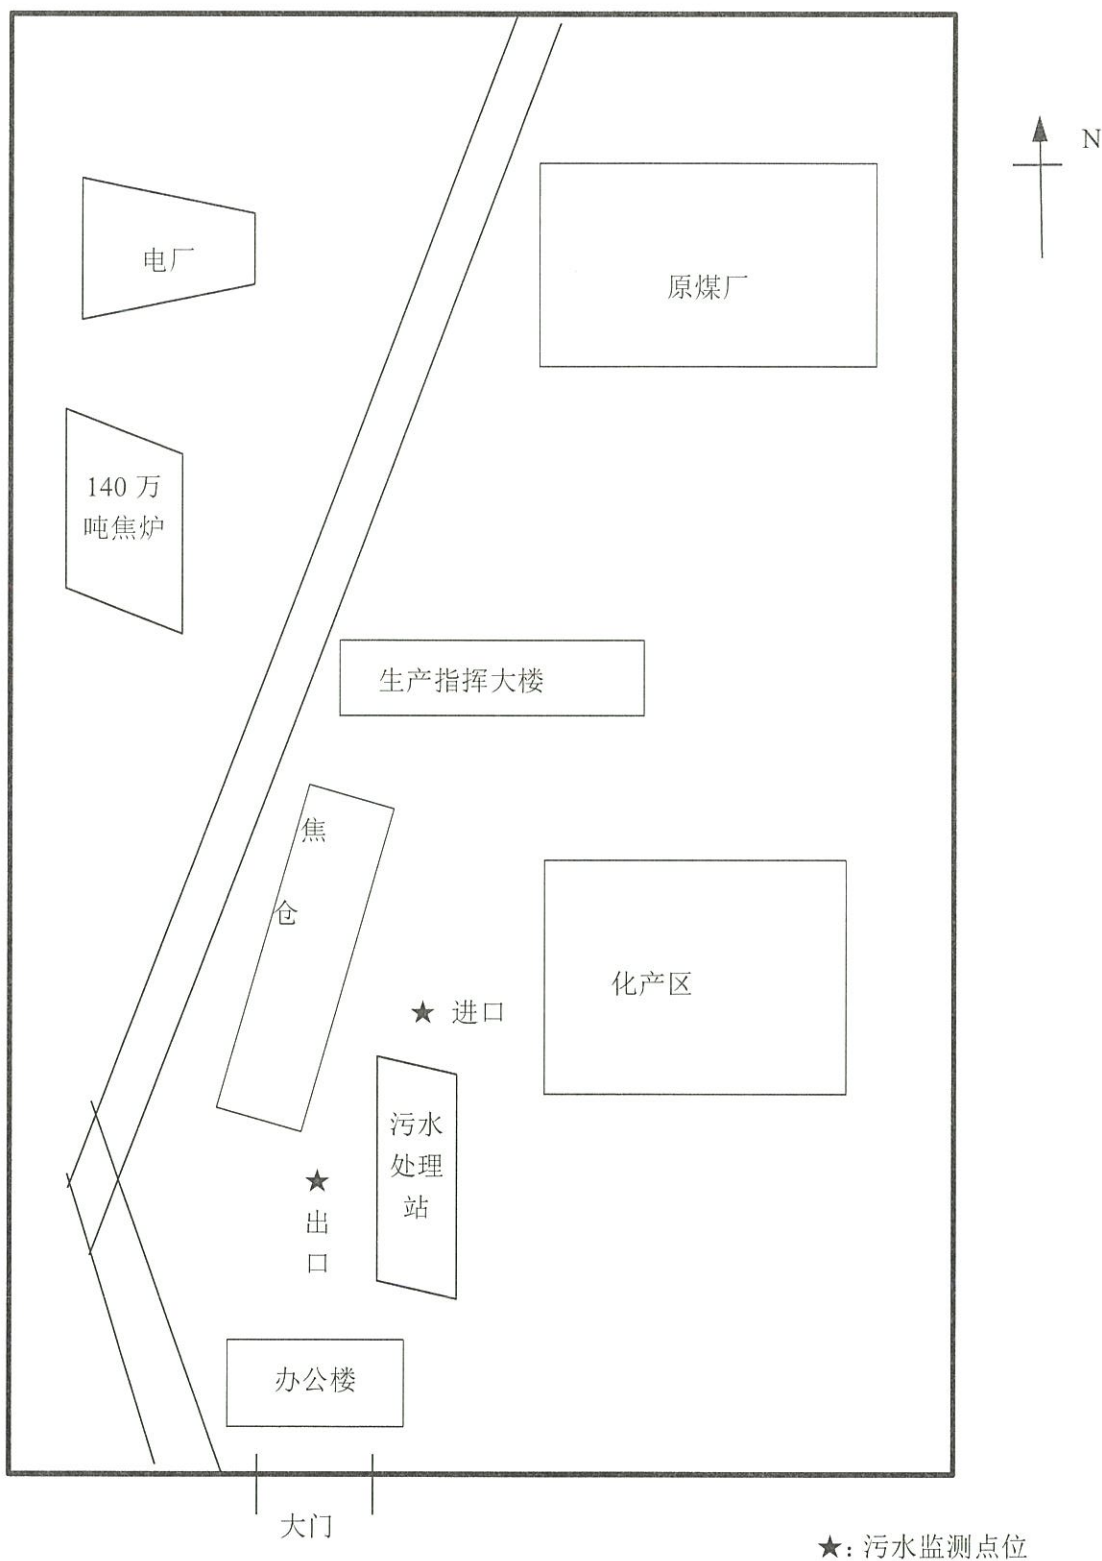 N
电厂
原煤厂
140 万
吨焦炉
生产指挥大楼
焦
仓
化产区
★ 进口
污水
处理
站
★
出
口
办公楼
大门
★: 污水监测点位